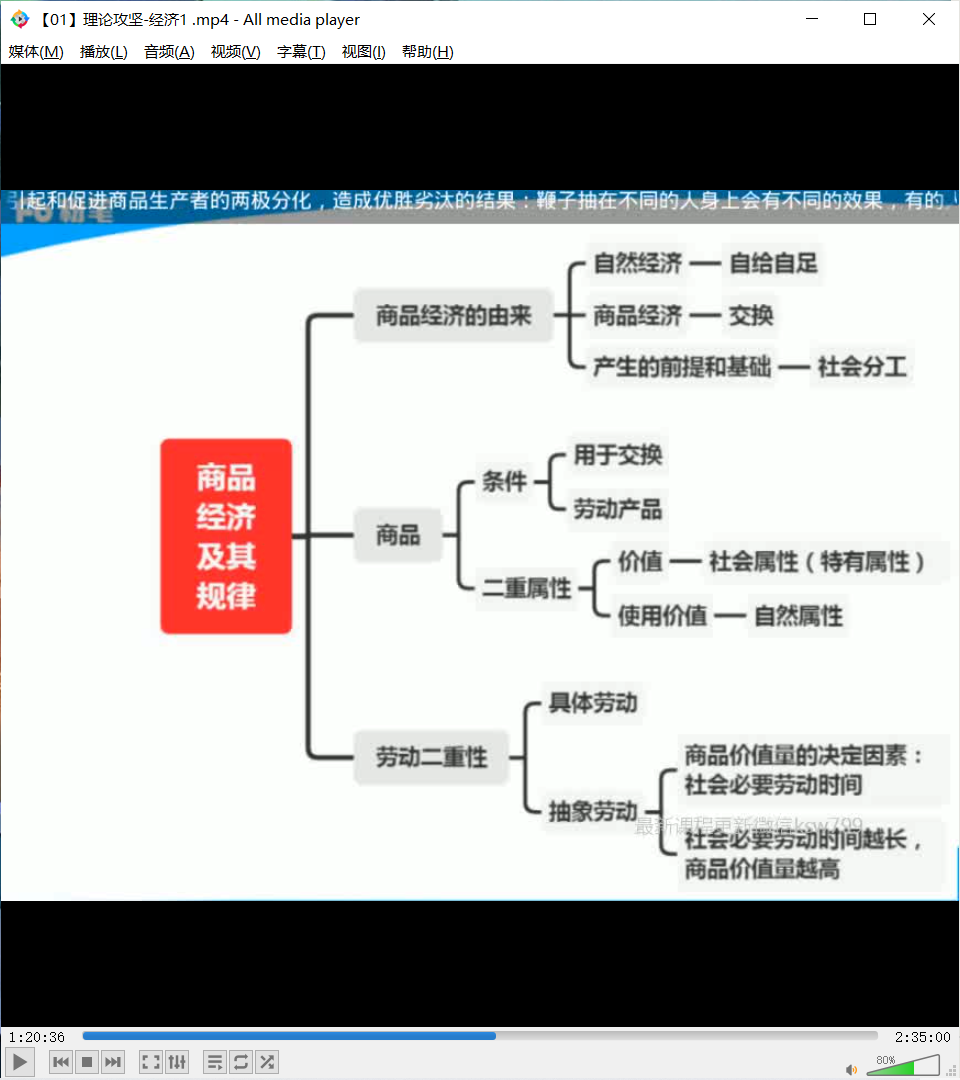 【01】理论攻坚-经济1 .mp4 - All media player
媒体(M) 播放(L) 音频(A) 视频(V) 字幕(T) 视图(I) 帮助(H)
引起和促进商品生产者的两极分化，造成优胜劣汰的结果：鞭子抽在不同的人身上会有不同的效果，有的
粉笔
商品经济及其规律
商品经济的由来
自然经济
自给自足
商品经济
交换
产生的前提和基础
社会分工
商品
条件
用于交换
劳动产品
二重属性
价值
社会属性（特有属性）
使用价值
自然属性
劳动二重性
具体劳动
抽象劳动
商品价值量的决定因素：
社会必要劳动时间
最新课程更新微信ksw799
社会必要劳动时间越长，
商品价值量越高
1:20:36
2:35:00
80%